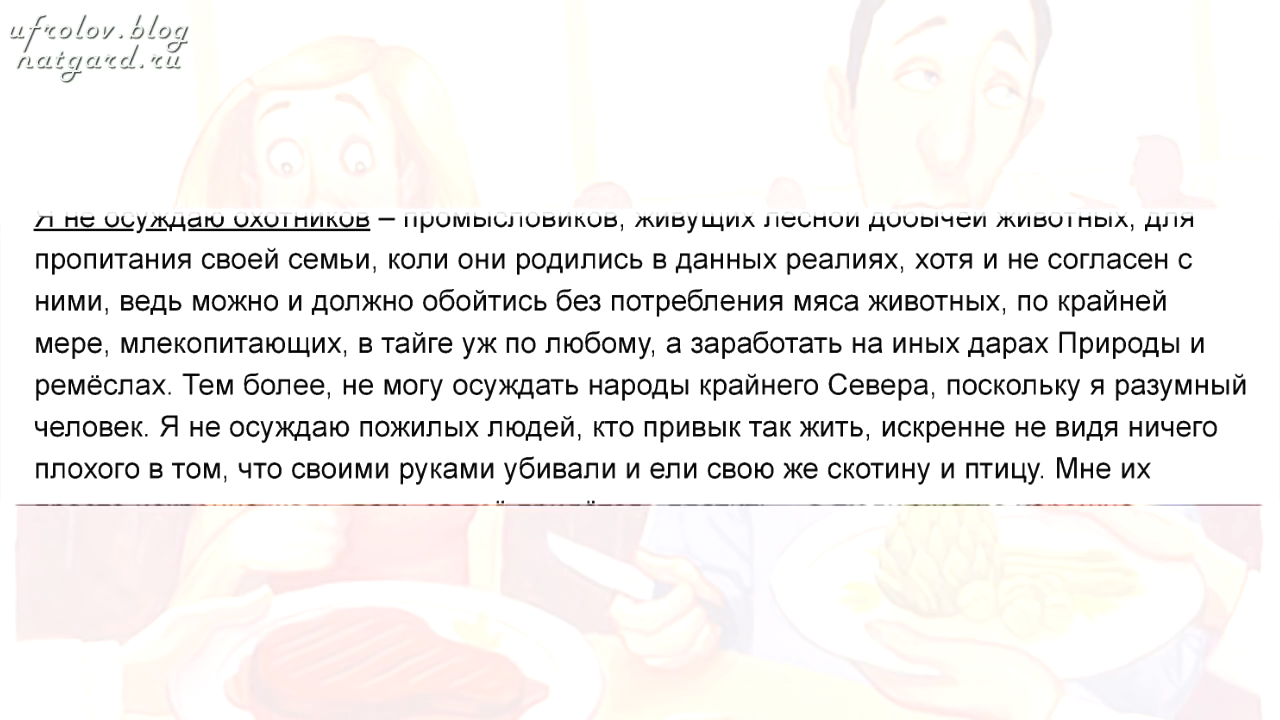 ufrolov.blog
natgard.ru
Я не осуждаю охотников – промысловиков, живущих лесной добычей животных, для
пропитания своей семьи, коли они родились в данных реалиях, хотя и не согласен с
ними, ведь можно и должно обойтись без потребления мяса животных, по крайней
мере, млекопитающих, в тайге уж по любому, а заработать на иных дарах Природы и
ремёслах. Тем более, не могу осуждать народы крайнего Севера, поскольку я разумный
человек. Я не осуждаю пожилых людей, кто привык так жить, искренне не видя ничего
плохого в том, что своими руками убивали и ели свою же скотину и птицу. Мне их